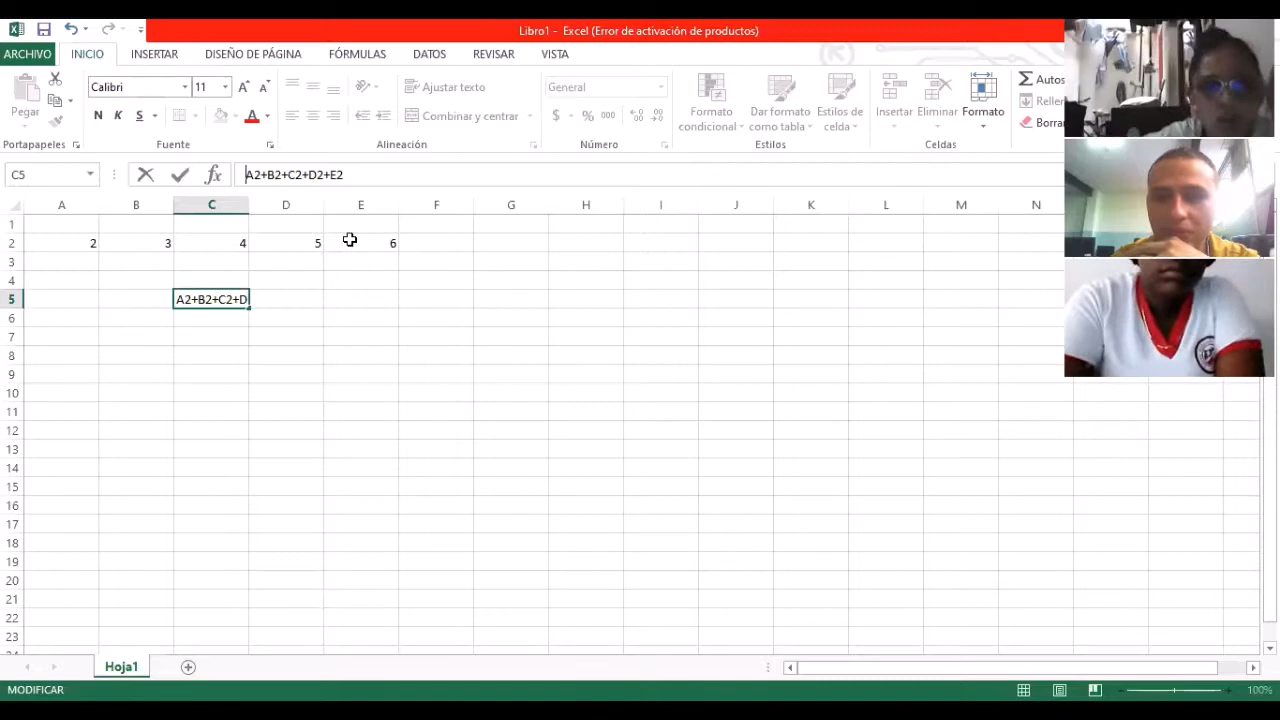 Libro1 - Excel (Error de activación de productos)
ARCHIVO INICIO INSERTAR DISEÑO DE PÁGINA FÓRMULAS DATOS REVISAR VISTA
Calibri 11 Ajustar texto General Autos
Pegar Formato condicional Dar formato como tabla Estilos de celda Insertar Eliminar Formato Rellen
N K S A Combinar y centrar $ % 000 Borra
Portapapeles Fuente Alineación Número Estilos Celdas
C5 fx A2+B2+C2+D2+E2
A B C D E F G H I J K L M N
1
2 2 3 4 5 6
3
4
5 A2+B2+C2+D
6
7
8
9
10
11
12
13
14
15
16
17
18
19
20
21
22
23
Hoja1
MODIFICAR 100%